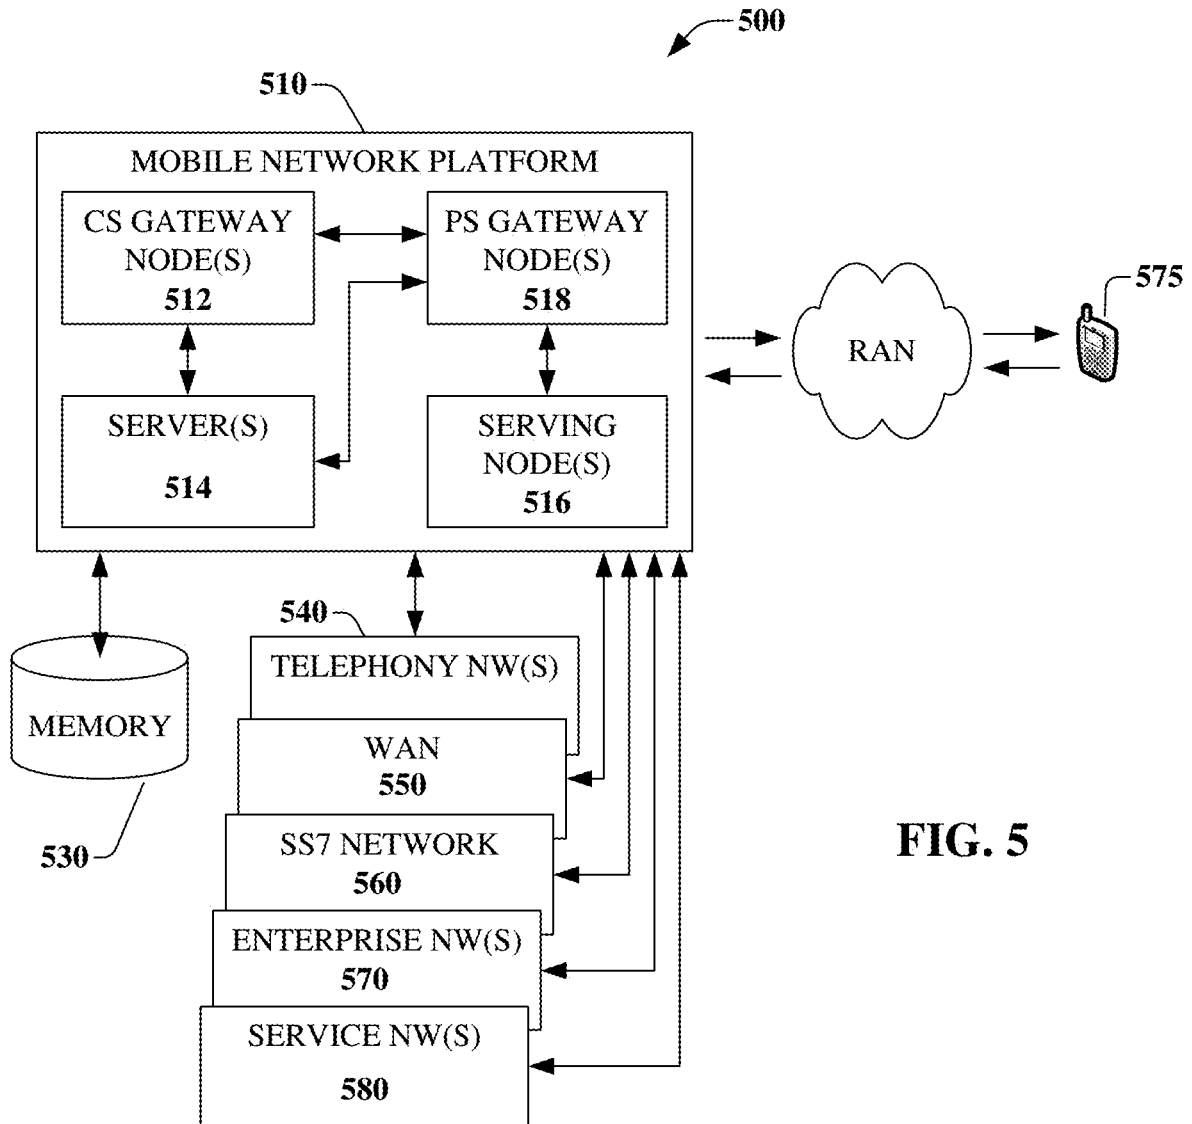 500
510
MOBILE NETWORK PLATFORM
CS GATEWAY
NODE(S)
512
PS GATEWAY
NODE(S)
518
575
RAN
SERVER(S)
514
SERVING
NODE(S)
516
540
TELEPHONY NW(S)
MEMORY
530
WAN
550
SS7 NETWORK
560
FIG. 5
ENTERPRISE NW(S)
570
SERVICE NW(S)
580